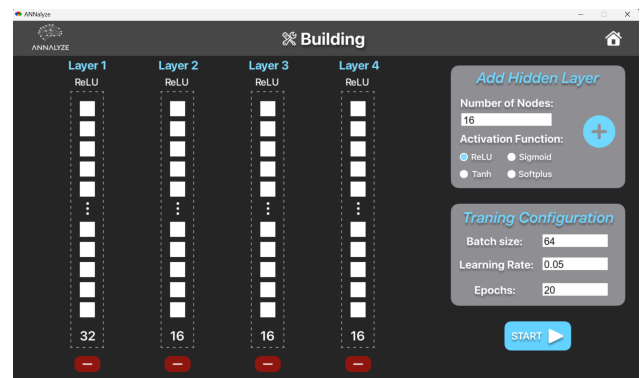 ANNalyze
ANNALYZE
Building
Layer 1
ReLU
32
Layer 2
ReLU
16
Layer 3
ReLU
16
Layer 4
ReLU
16
Add Hidden Layer
Number of Nodes:
16
Activation Function:
ReLU Sigmoid
Tanh Softplus
Traning Configuration
Batch size: 64
Learning Rate: 0.05
Epochs: 20
START